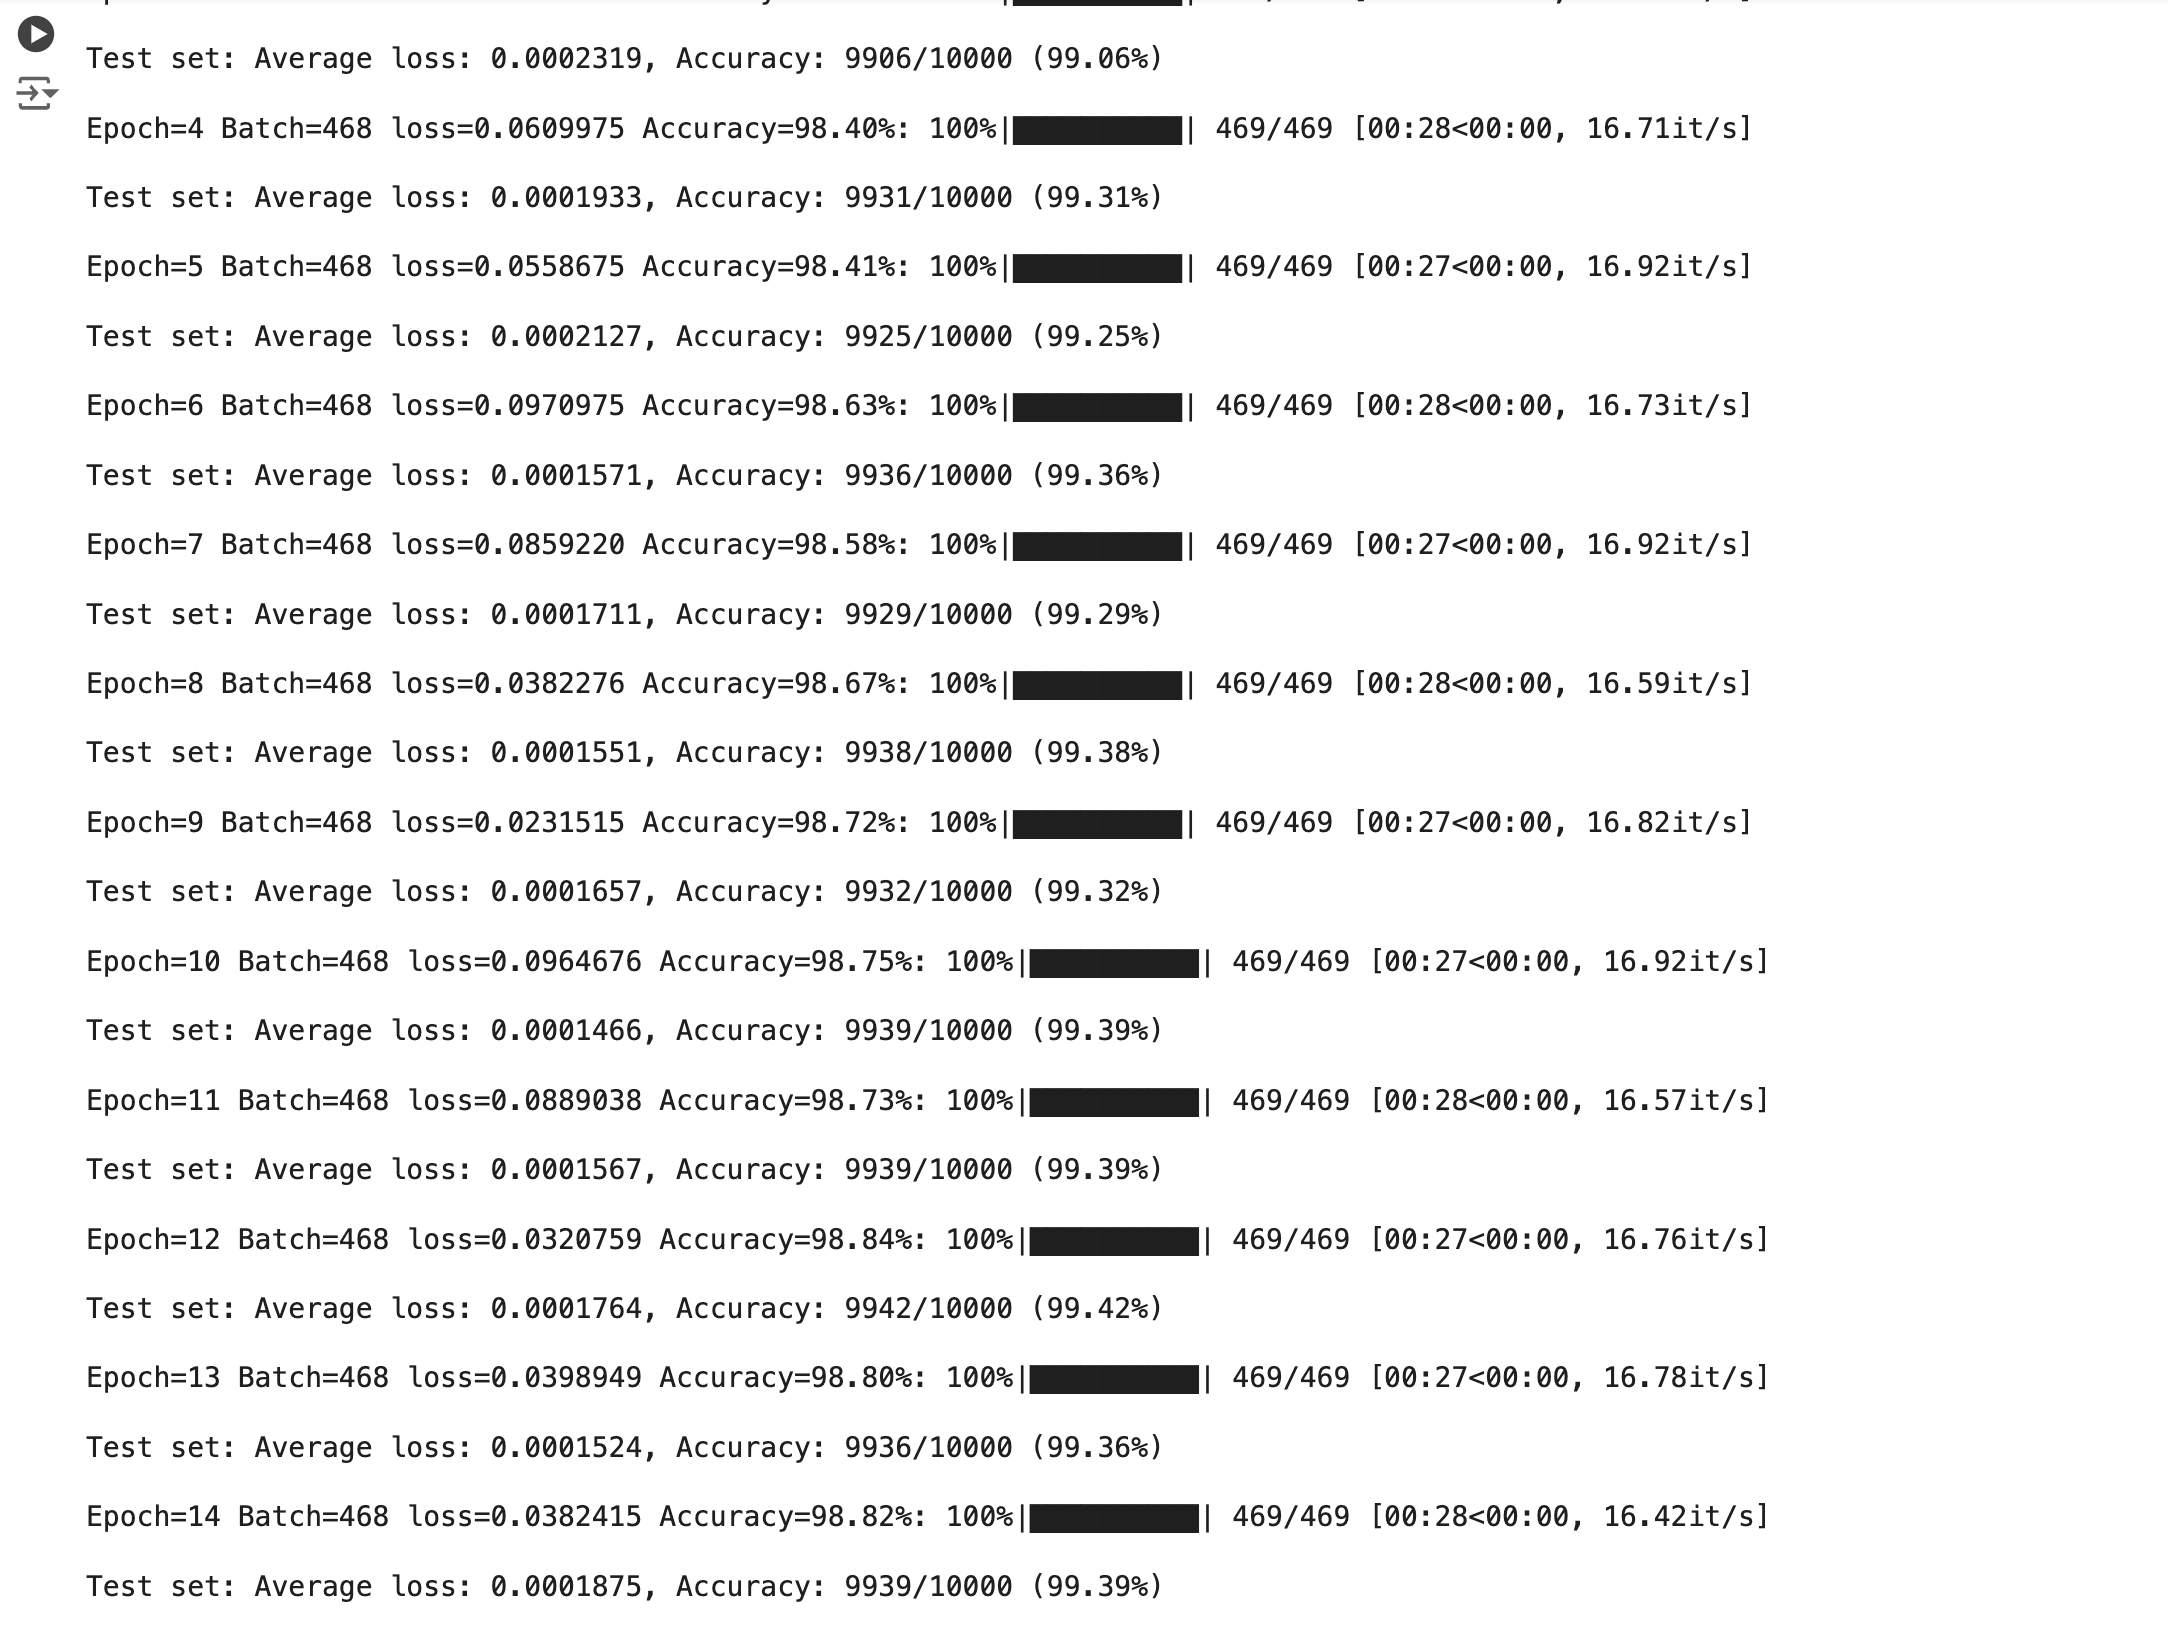 Test set: Average loss: 0.0002319, Accuracy: 9906/10000 (99.06%)
Epoch=4 Batch=468 loss=0.0609975 Accuracy=98.40%: 100%|██████████| 469/469 [00:28<00:00, 16.71it/s]
Test set: Average loss: 0.0001933, Accuracy: 9931/10000 (99.31%)
Epoch=5 Batch=468 loss=0.0558675 Accuracy=98.41%: 100%|██████████| 469/469 [00:27<00:00, 16.92it/s]
Test set: Average loss: 0.0002127, Accuracy: 9925/10000 (99.25%)
Epoch=6 Batch=468 loss=0.0970975 Accuracy=98.63%: 100%|██████████| 469/469 [00:28<00:00, 16.73it/s]
Test set: Average loss: 0.0001571, Accuracy: 9936/10000 (99.36%)
Epoch=7 Batch=468 loss=0.0859220 Accuracy=98.58%: 100%|██████████| 469/469 [00:27<00:00, 16.92it/s]
Test set: Average loss: 0.0001711, Accuracy: 9929/10000 (99.29%)
Epoch=8 Batch=468 loss=0.0382276 Accuracy=98.67%: 100%|██████████| 469/469 [00:28<00:00, 16.59it/s]
Test set: Average loss: 0.0001551, Accuracy: 9938/10000 (99.38%)
Epoch=9 Batch=468 loss=0.0231515 Accuracy=98.72%: 100%|██████████| 469/469 [00:27<00:00, 16.82it/s]
Test set: Average loss: 0.0001657, Accuracy: 9932/10000 (99.32%)
Epoch=10 Batch=468 loss=0.0964676 Accuracy=98.75%: 100%|██████████| 469/469 [00:27<00:00, 16.92it/s]
Test set: Average loss: 0.0001466, Accuracy: 9939/10000 (99.39%)
Epoch=11 Batch=468 loss=0.0889038 Accuracy=98.73%: 100%|██████████| 469/469 [00:28<00:00, 16.57it/s]
Test set: Average loss: 0.0001567, Accuracy: 9939/10000 (99.39%)
Epoch=12 Batch=468 loss=0.0320759 Accuracy=98.84%: 100%|██████████| 469/469 [00:27<00:00, 16.76it/s]
Test set: Average loss: 0.0001764, Accuracy: 9942/10000 (99.42%)
Epoch=13 Batch=468 loss=0.0398949 Accuracy=98.80%: 100%|██████████| 469/469 [00:27<00:00, 16.78it/s]
Test set: Average loss: 0.0001524, Accuracy: 9936/10000 (99.36%)
Epoch=14 Batch=468 loss=0.0382415 Accuracy=98.82%: 100%|██████████| 469/469 [00:28<00:00, 16.42it/s]
Test set: Average loss: 0.0001875, Accuracy: 9939/10000 (99.39%)